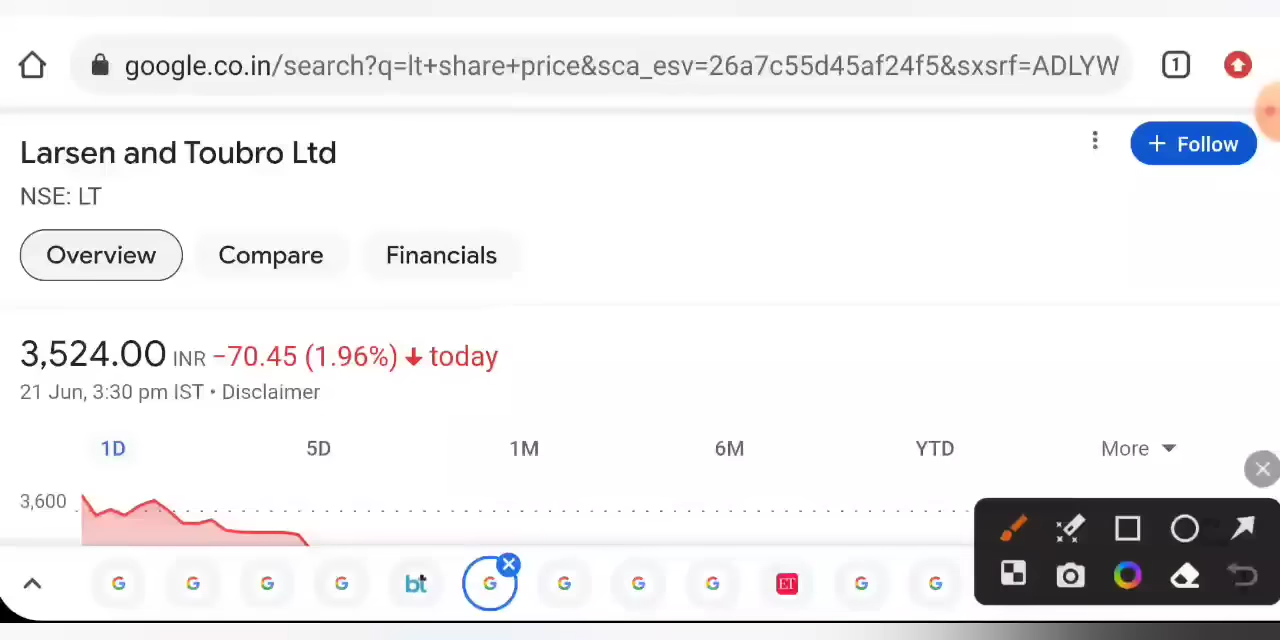 google.co.in/search?q=lt+share+price&sca_esv=26a7c55d45af24f5&sxsrf=ADLYW
1
Larsen and Toubro Ltd
+ Follow
NSE: LT
Overview Compare Financials
3,524.00 INR −70.45 (1.96%) ↓ today
21 Jun, 3:30 pm IST • Disclaimer
1D 5D 1M 6M YTD More
3,600
G G G G bt G G G G ET G G